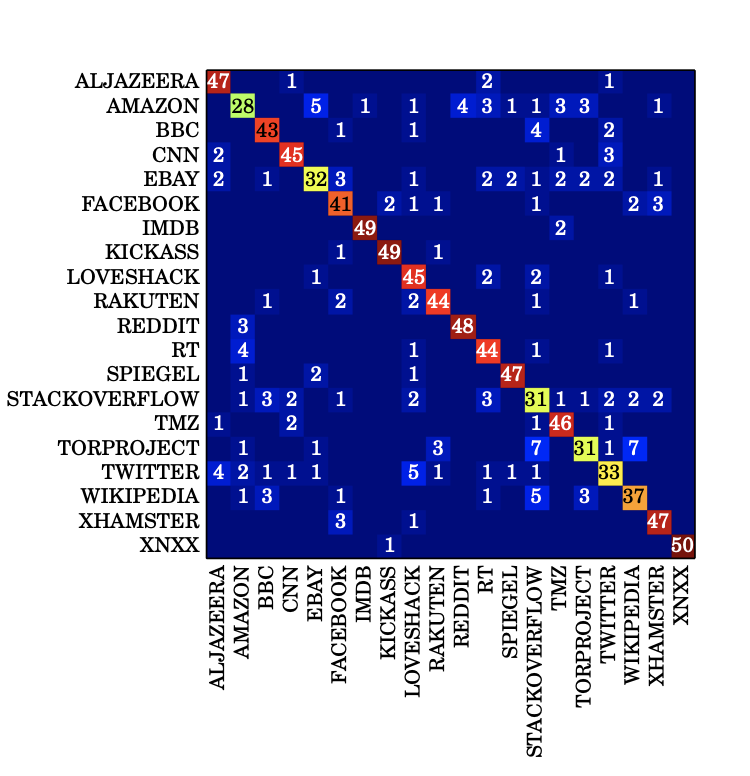 ALJAZEERA 47 1 2 1
AMAZON 28 5 1 1 4 3 1 1 3 3 1
BBC 43 1 1 4 2
CNN 2 45 1 3
EBAY 2 1 32 3 1 2 2 1 2 2 2 1
FACEBOOK 41 2 1 1 1 2 3
IMDB 49 2
KICKASS 1 49 1
LOVESHACK 1 45 2 2 1
RAKUTEN 1 2 2 44 1 1
REDDIT 3 48
RT 4 1 44 1 1
SPIEGEL 1 2 1 47
STACKOVERFLOW 1 3 2 1 2 3 31 1 1 2 2 2
TMZ 1 2 1 46 1
TORPROJECT 1 1 3 7 31 1 7
TWITTER 4 2 1 1 1 5 1 1 1 1 33
WIKIPEDIA 1 3 1 1 5 3 37
XHAMSTER 3 1 47
XNXX 1 50
ALJAZEERA
AMAZON
BBC
CNN
EBAY
FACEBOOK
IMDB
KICKASS
LOVESHACK
RAKUTEN
REDDIT
RT
SPIEGEL
STACKOVERFLOW
TMZ
TORPROJECT
TWITTER
WIKIPEDIA
XHAMSTER
XNXX